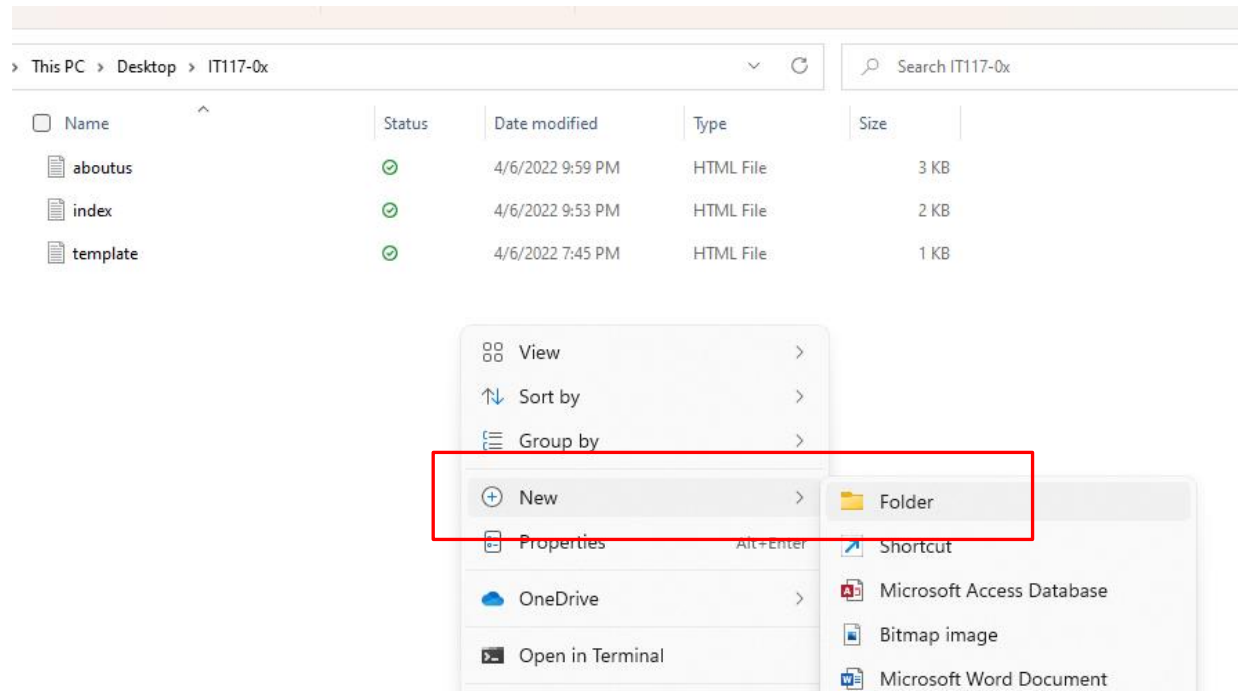 This PC > Desktop > IT117-0x
Search IT117-0x
Name Status Date modified Type Size
aboutus 4/6/2022 9:59 PM HTML File 3 KB
index 4/6/2022 9:53 PM HTML File 2 KB
template 4/6/2022 7:45 PM HTML File 1 KB
View
Sort by
Group by
New
Folder
Properties Alt+Enter
Shortcut
Microsoft Access Database
OneDrive
Bitmap image
Open in Terminal
Microsoft Word Document